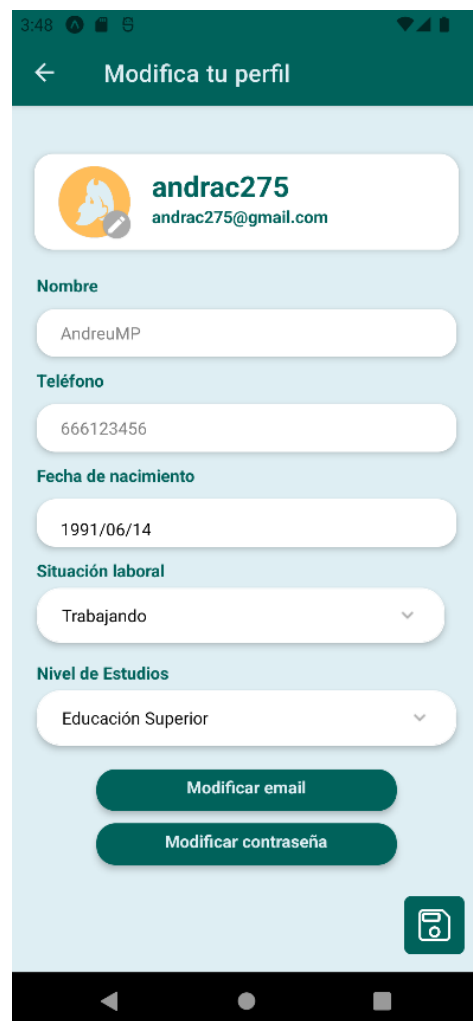 3:48
Modifica tu perfil
andrac275
andrac275@gmail.com
Nombre
AndreuMP
Teléfono
666123456
Fecha de nacimiento
1991/06/14
Situación laboral
Trabajando
Nivel de Estudios
Educación Superior
Modificar email
Modificar contraseña